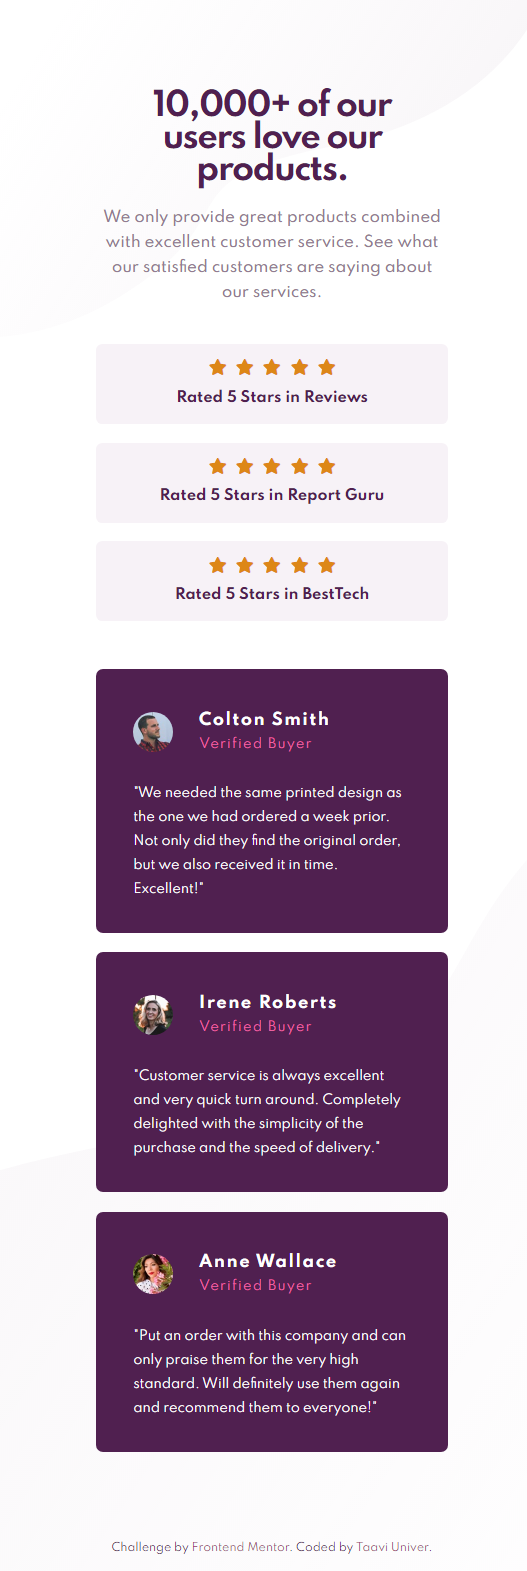 10,000+ of our
users love our
products.
We only provide great products combined
with excellent customer service. See what
our satisfied customers are saying about
our services.
Rated 5 Stars in Reviews
Rated 5 Stars in Report Guru
Rated 5 Stars in BestTech
Colton Smith
Verified Buyer
"We needed the same printed design as
the one we had ordered a week prior.
Not only did they find the original order,
but we also received it in time.
Excellent!"
Irene Roberts
Verified Buyer
"Customer service is always excellent
and very quick turn around. Completely
delighted with the simplicity of the
purchase and the speed of delivery."
Anne Wallace
Verified Buyer
"Put an order with this company and can
only praise them for the very high
standard. Will definitely use them again
and recommend them to everyone!"
Challenge by Frontend Mentor. Coded by Taavi Univer.